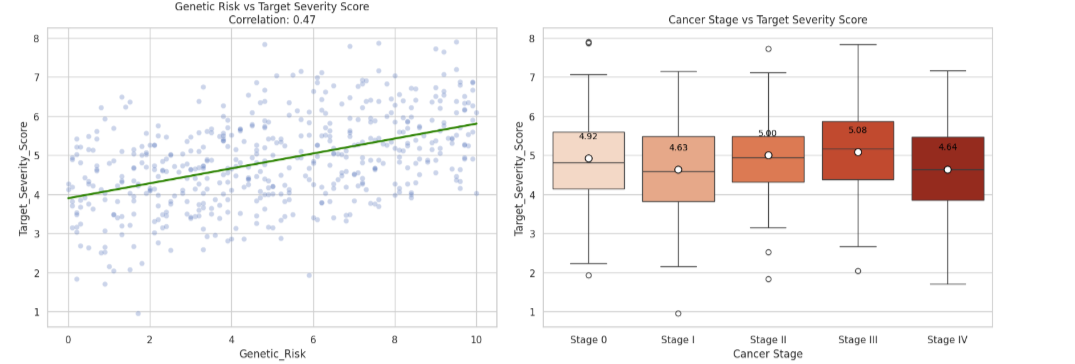 Genetic Risk vs Target Severity Score
Correlation: 0.47
8
7
6
5
4
3
2
1
Target_Severity_Score
0
2
4
6
8
10
Genetic_Risk
Cancer Stage vs Target Severity Score
8
7
6
5
4
3
2
1
Target_Severity_Score
4.92
4.63
5.00
5.08
4.64
Stage 0
Stage I
Stage II
Stage III
Stage IV
Cancer Stage